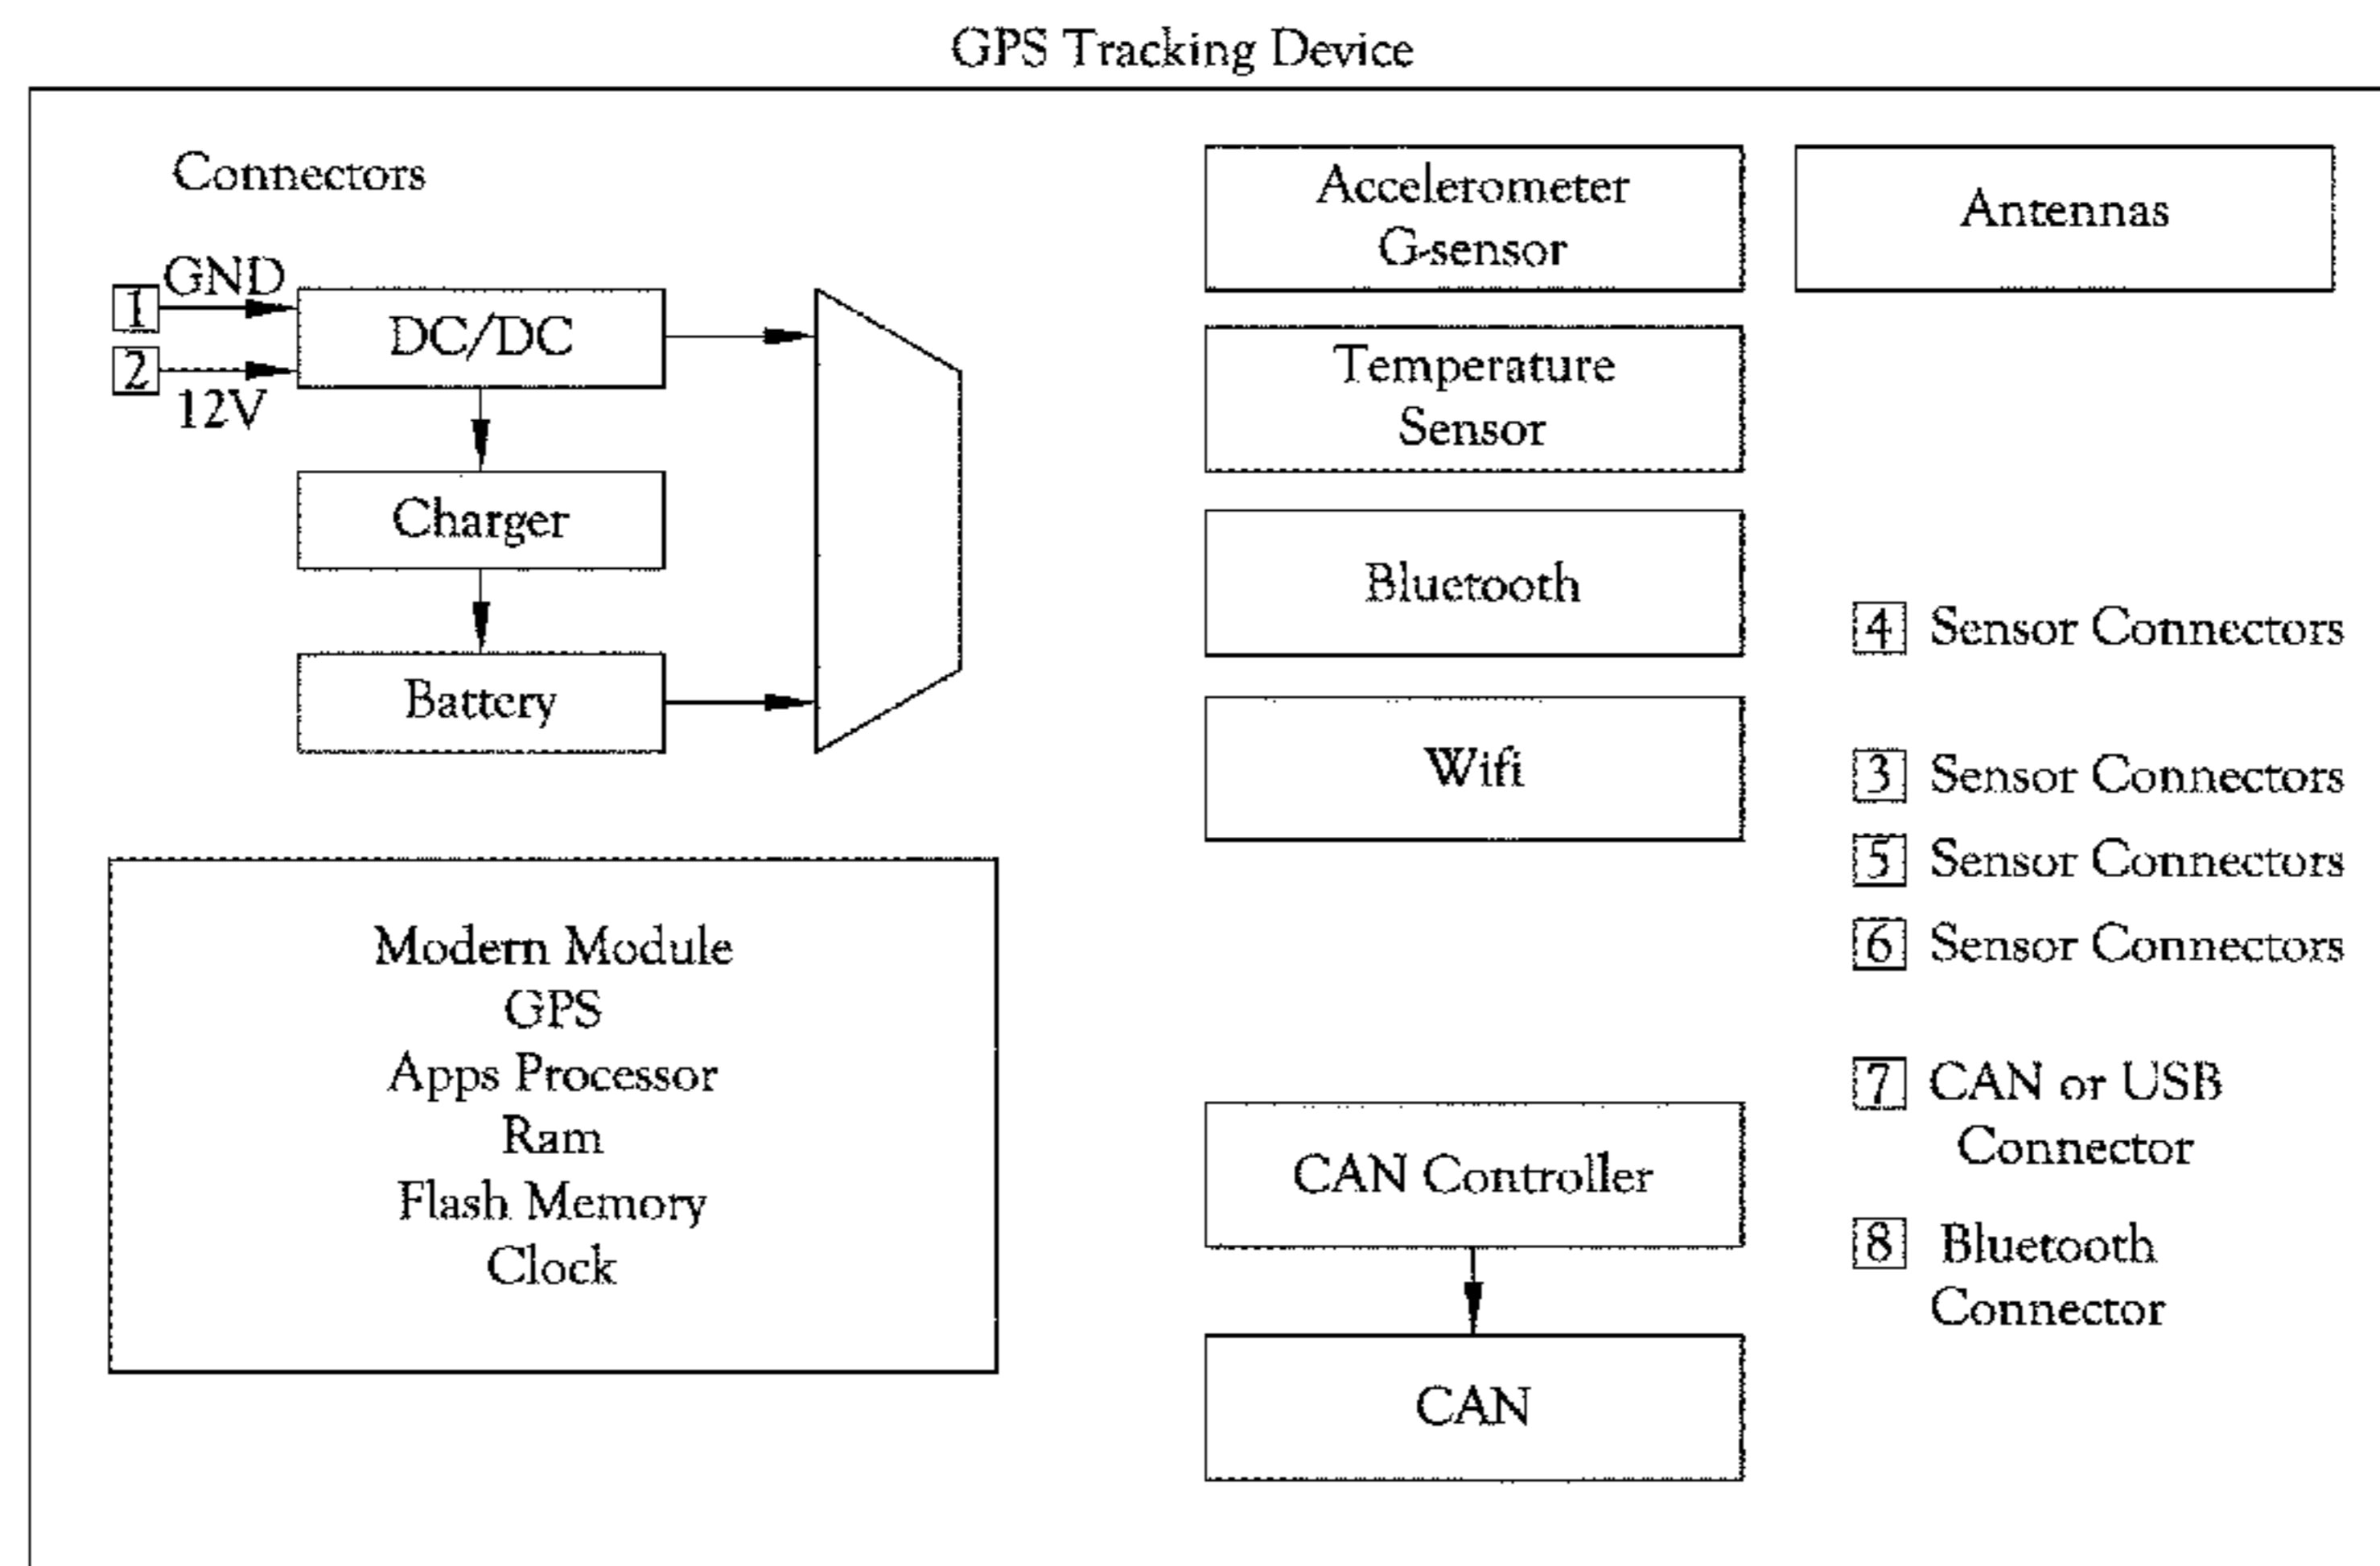 GPS Tracking Device
Connectors
1
GND
2
12V
DC/DC
Charger
Battery
Modern Module
GPS
Apps Processor
Ram
Flash Memory
Clock
Accelerometer
G-sensor
Temperature
Sensor
Bluetooth
Wifi
CAN Controller
CAN
Antennas
4 Sensor Connectors
3 Sensor Connectors
5 Sensor Connectors
6 Sensor Connectors
7 CAN or USB
Connector
8 Bluetooth
Connector